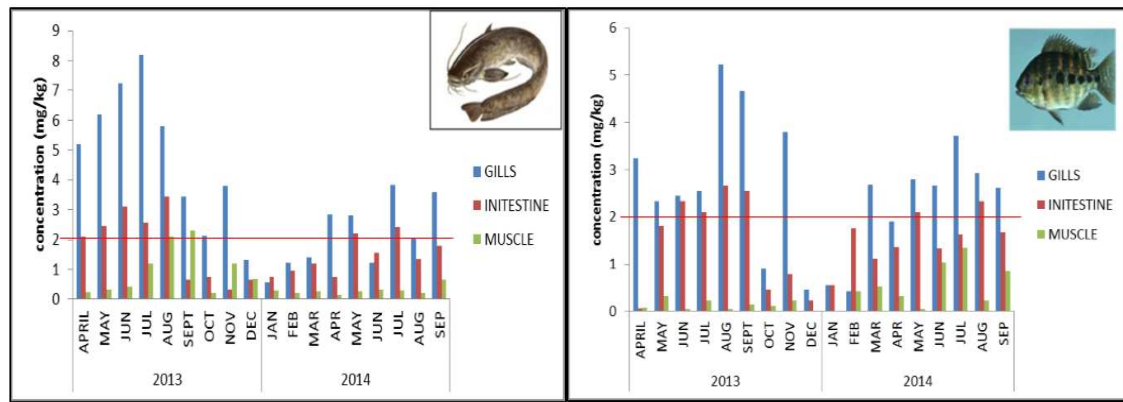 concentration (mg/kg)
9
8
7
6
5
4
3
2
1
0
APRIL MAY JUN JUL AUG SEPT OCT NOV DEC JAN FEB MAR APR MAY JUN JUL AUG SEP
2013 2014
GILLS
INITESTINE
MUSCLE
concentration (mg/kg)
6
5
4
3
2
1
0
APRIL MAY JUN JUL AUG SEPT OCT NOV DEC JAN FEB MAR APR MAY JUN JUL AUG SEP
2013 2014
GILLS
INITESTINE
MUSCLE